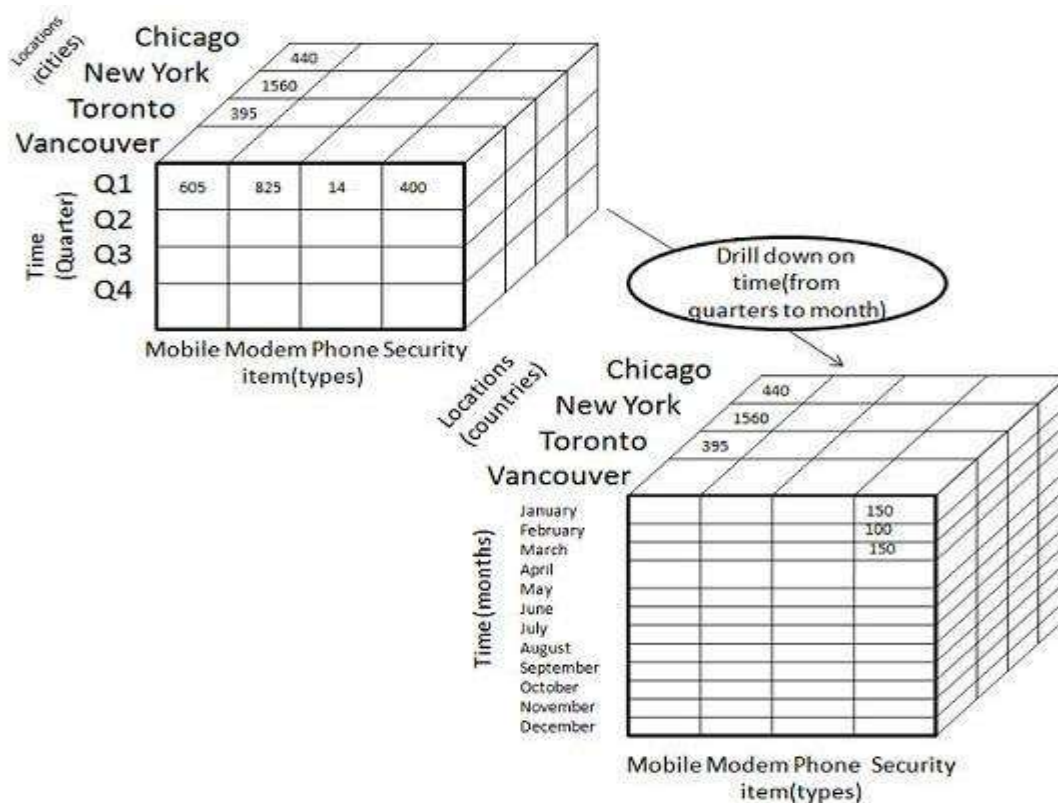 Locations
(cities)
Chicago
New York
Toronto
Vancouver
440
1560
395
Time
(Quarter)
Q1
Q2
Q3
Q4
605 825 14 400
Mobile Modem Phone Security
item(types)
Drill down on
time(from
quarters to month)
Locations
(countries)
Chicago
New York
Toronto
Vancouver
440
1560
395
Time (months)
January 150
February 100
March 150
April
May
June
July
August
September
October
November
December
Mobile Modem Phone Security
item(types)